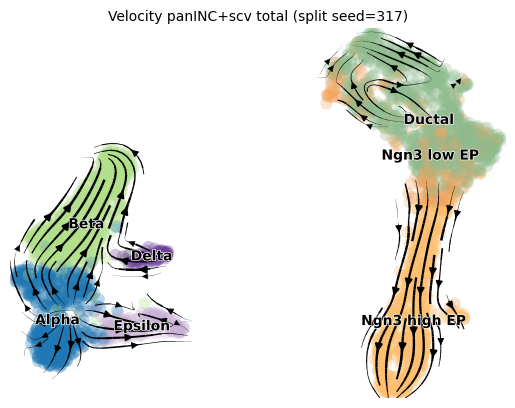 Velocity panINC+scv total (split seed=317)
Ductal
Ngn3 low EP
Beta
Delta
Alpha
Epsilon
Ngn3 high EP